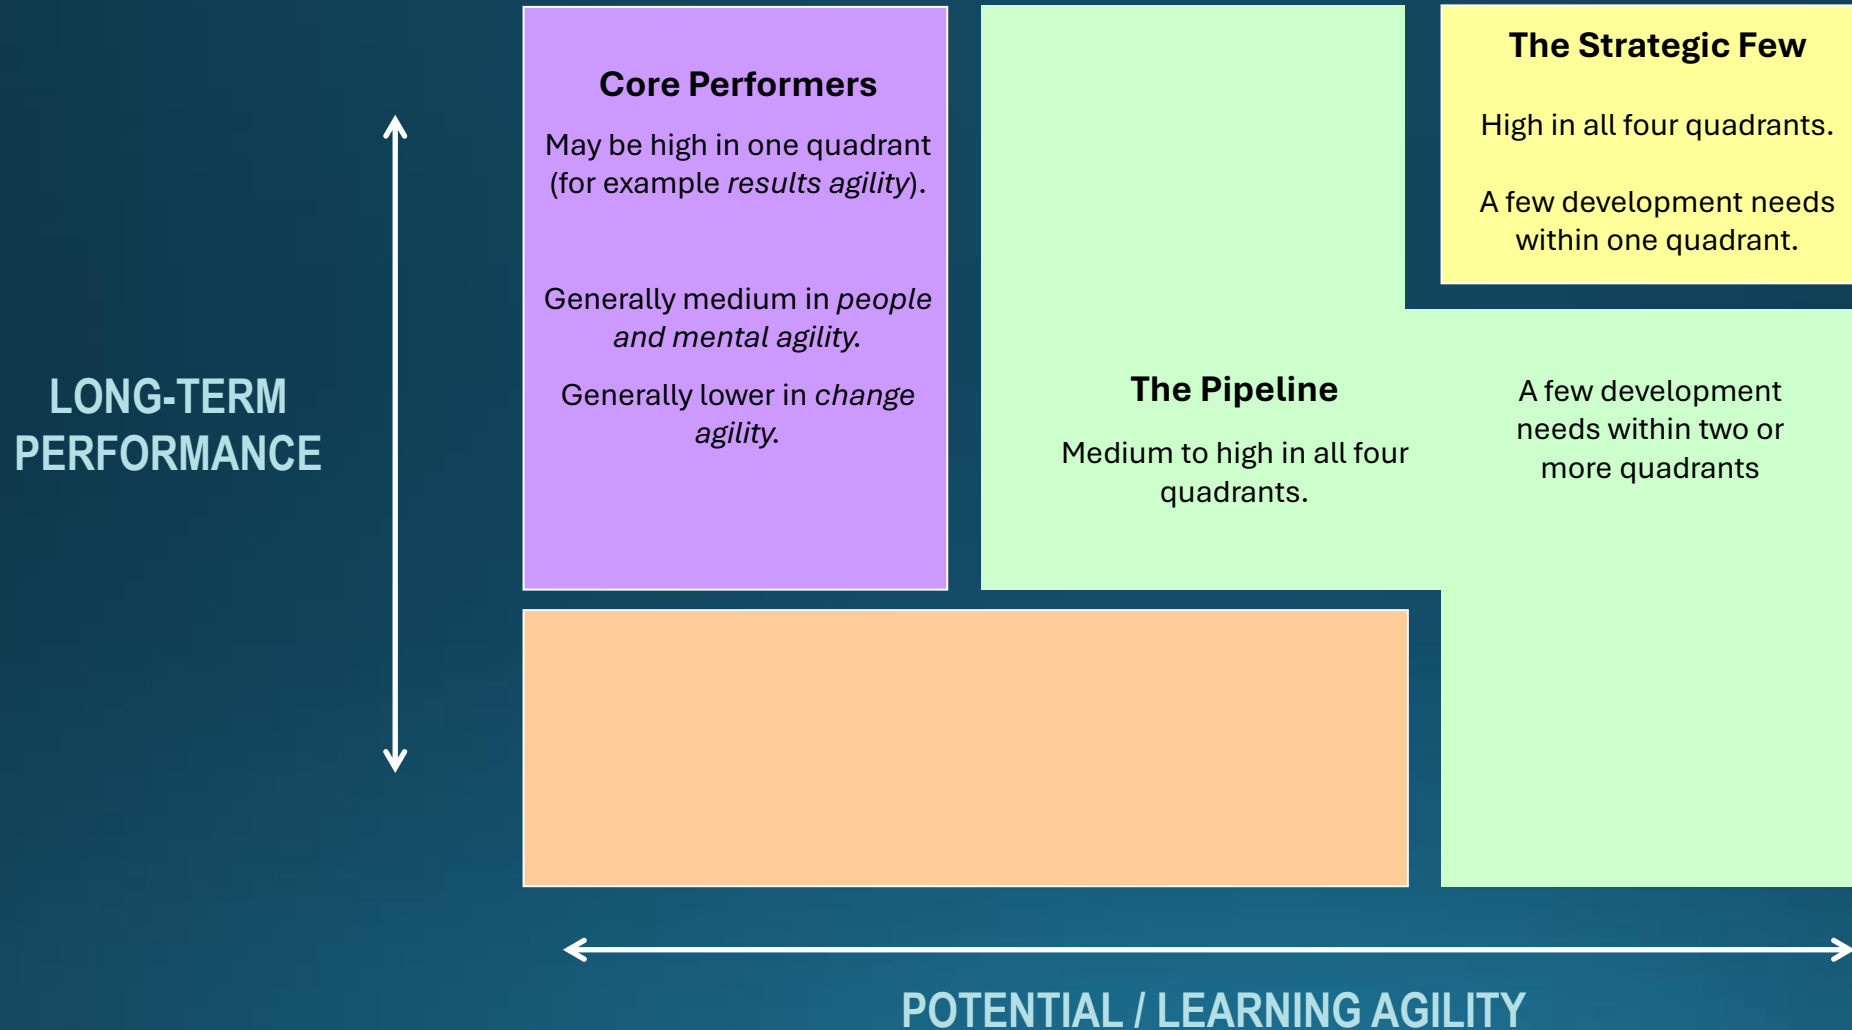 LONG-TERM
PERFORMANCE
Core Performers
May be high in one quadrant
(for example results agility).
Generally medium in people
and mental agility.
Generally lower in change
agility.
The Pipeline
Medium to high in all four
quadrants.
The Strategic Few
High in all four quadrants.
A few development needs
within one quadrant.
A few development
needs within two or
more quadrants
POTENTIAL / LEARNING AGILITY